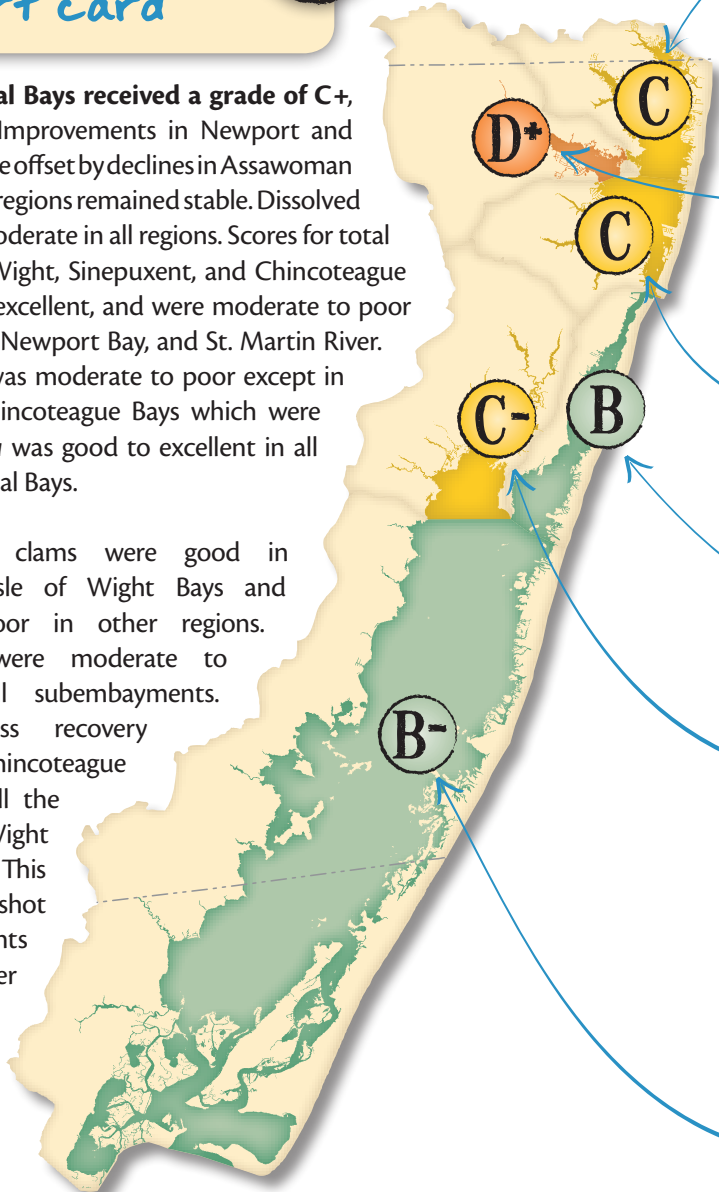 card
al Bays received a grade of C+,
Improvements in Newport and
e offset by declines in Assawoman
regions remained stable. Dissolved
oderate in all regions. Scores for total
Wight, Sinepuxent, and Chincoteague
excellent, and were moderate to poor
Newport Bay, and St. Martin River.
was moderate to poor except in
incoteague Bays which were
was good to excellent in all
al Bays.
clams were good in
sle of Wight Bays and
oor in other regions.
were moderate to
l subembayments.
ss recovery
hincoteague
ll the
Wight
This
shot
nts
er
C
D+
C
C-
B
B-